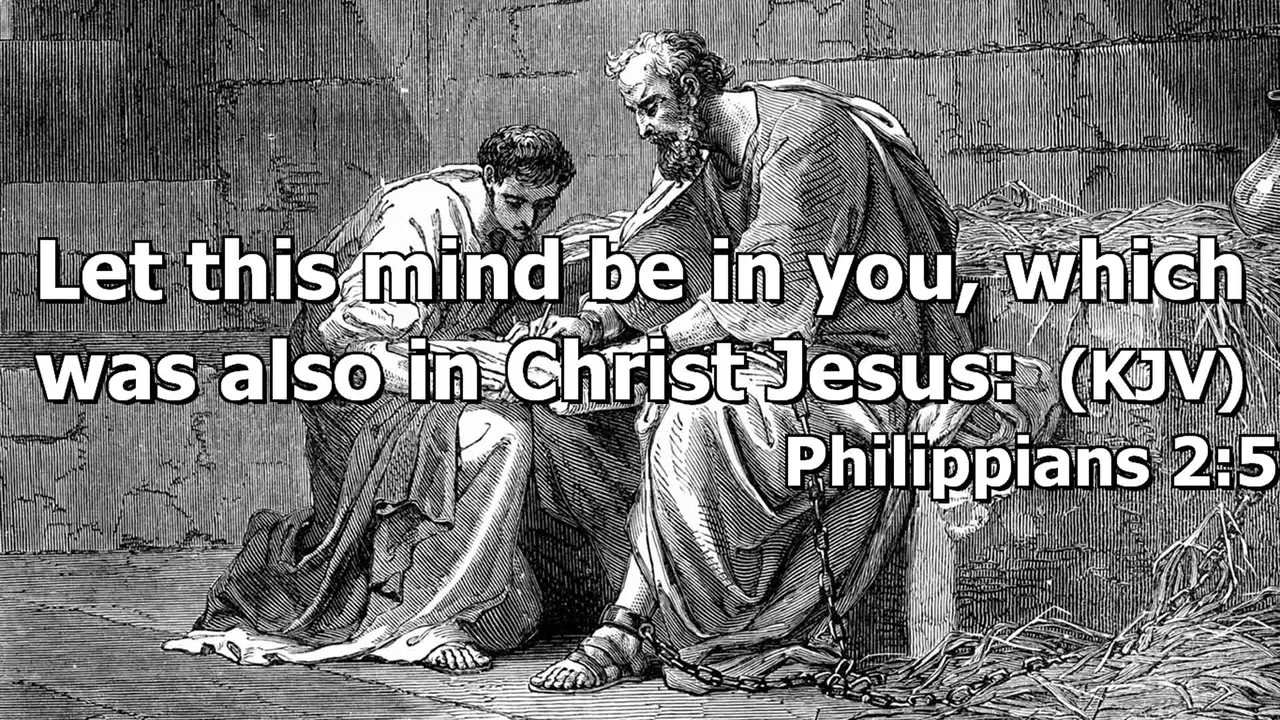 Let this mind be in you, which
was also in Christ Jesus: (KJV)
Philippians 2:5